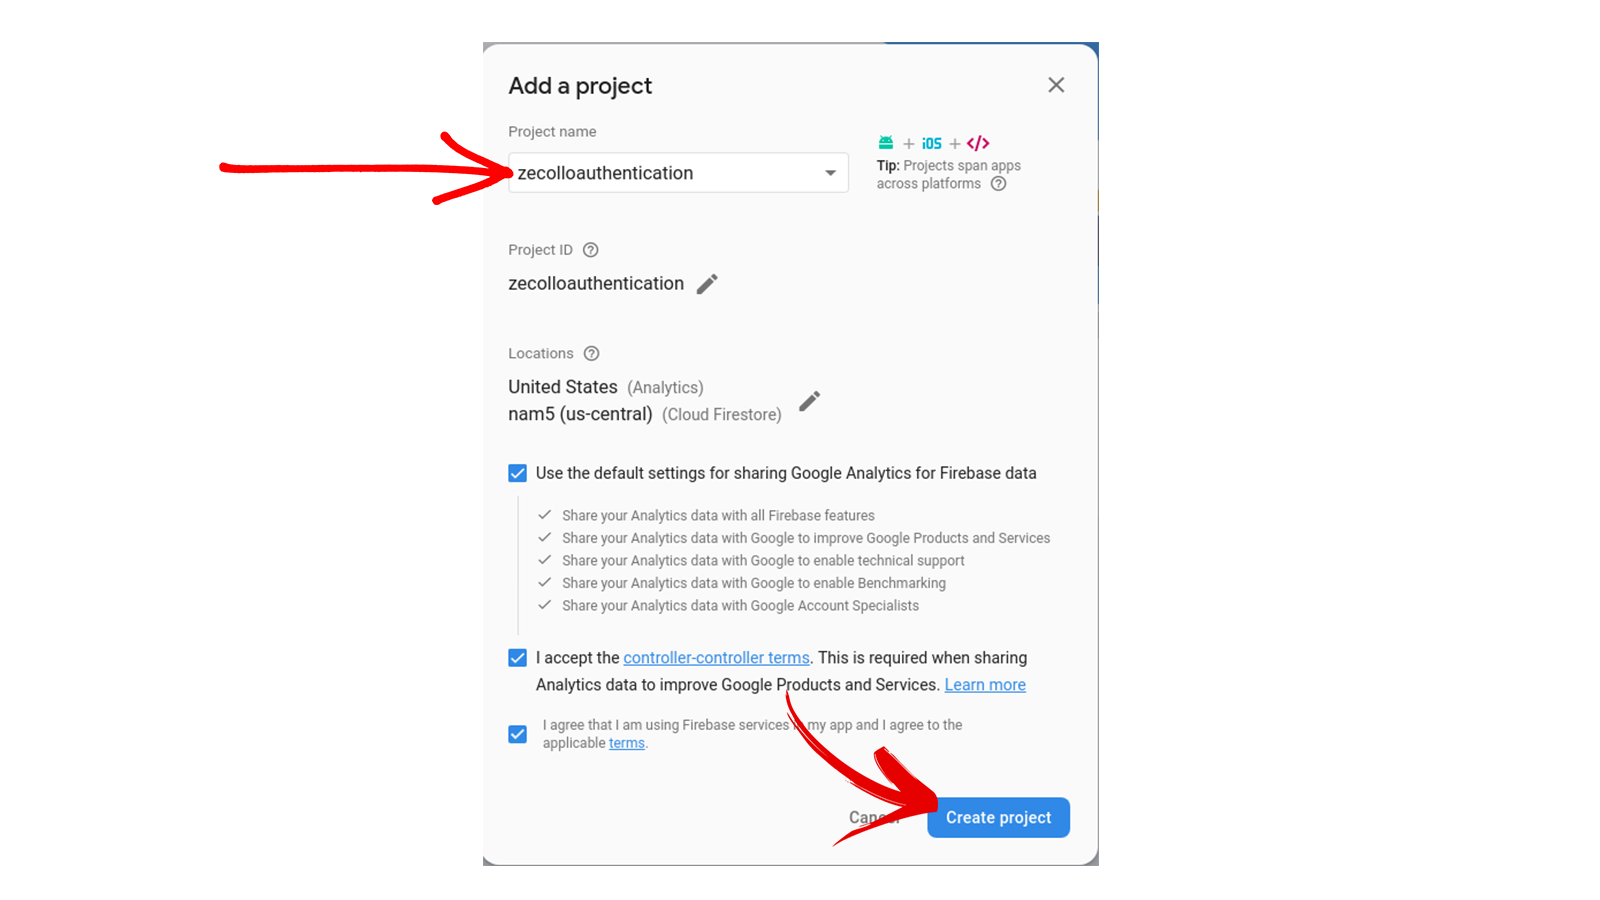 Add a project
Project name
zecolloauthentication
+ iOS + </>
Tip: Projects span apps
across platforms
Project ID
zecolloauthentication
Locations
United States (Analytics)
nam5 (us-central) (Cloud Firestore)
Use the default settings for sharing Google Analytics for Firebase data
Share your Analytics data with all Firebase features
Share your Analytics data with Google to improve Google Products and Services
Share your Analytics data with Google to enable technical support
Share your Analytics data with Google to enable Benchmarking
Share your Analytics data with Google Account Specialists
I accept the controller-controller terms. This is required when sharing
Analytics data to improve Google Products and Services. Learn more
I agree that I am using Firebase services in my app and I agree to the
applicable terms.
Cancel
Create project